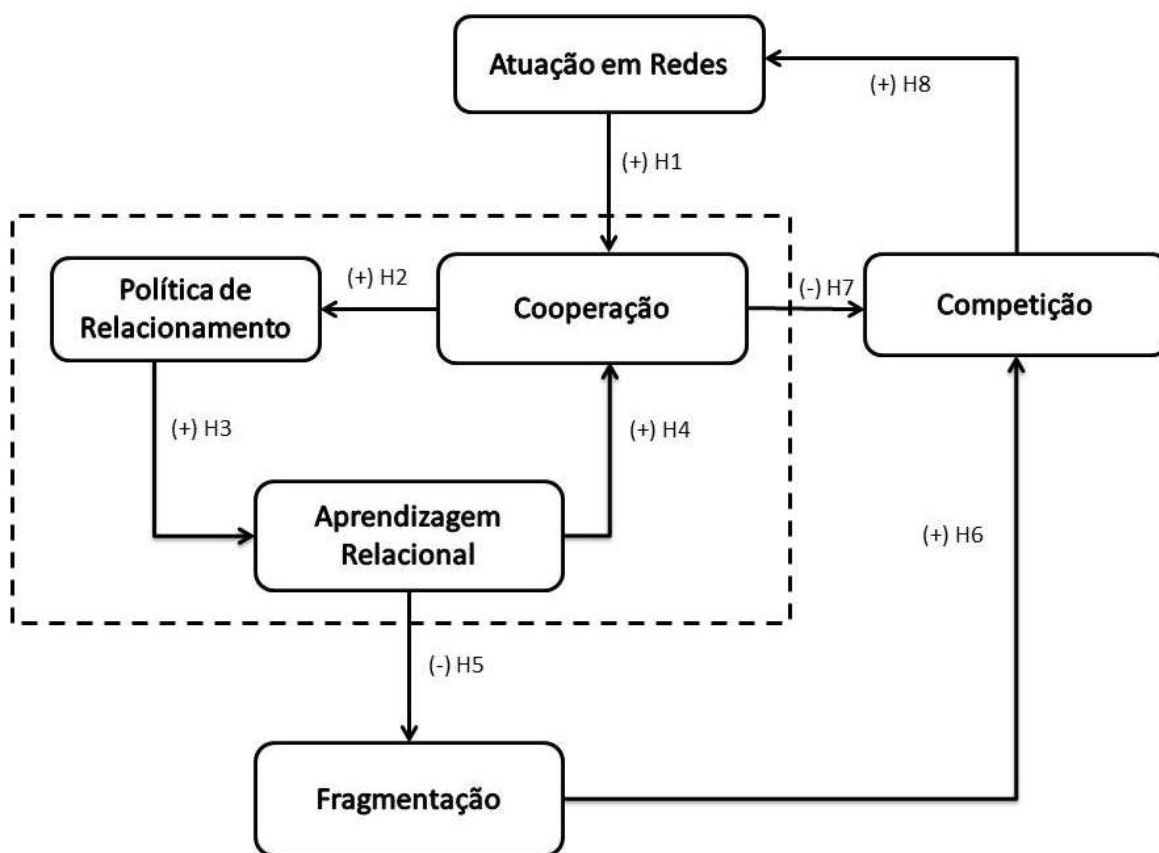 Atuação em Redes
(+) H8
(+) H1
Política de
Relacionamento
(+) H2
Cooperação
(-) H7
Competição
(+) H3
(+) H4
Aprendizagem
Relacional
(+) H6
(-) H5
Fragmentação